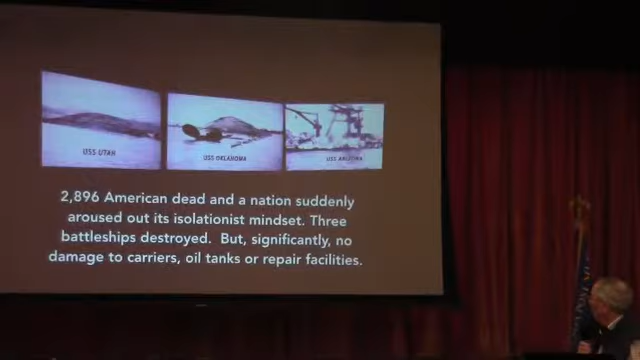 USS UTAH
USS OKLAHOMA
USS ARIZONA
2,896 American dead and a nation suddenly
aroused out its isolationist mindset. Three
battleships destroyed. But, significantly, no
damage to carriers, oil tanks or repair facilities.